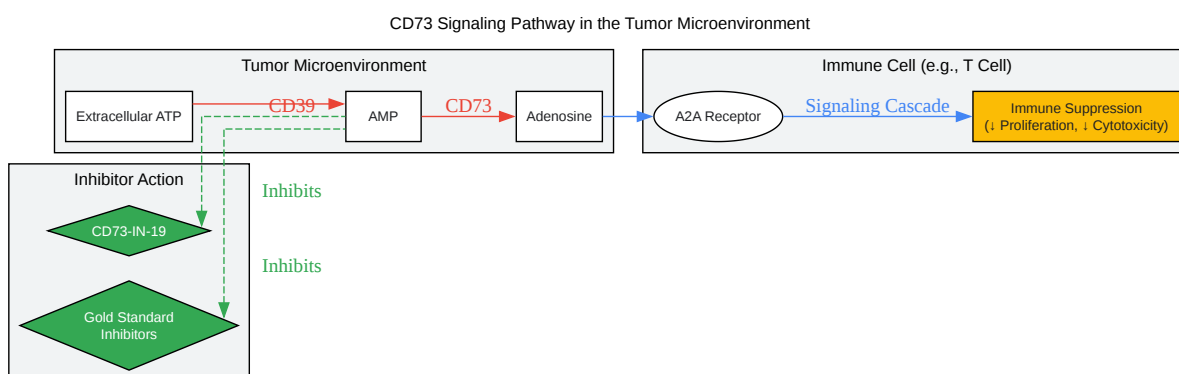 CD73 Signaling Pathway in the Tumor Microenvironment
Tumor Microenvironment
Immune Cell (e.g., T Cell)
Extracellular ATP
CD39
AMP
CD73
Adenosine
A2A Receptor
Signaling Cascade
Immune Suppression
(↓ Proliferation, ↓ Cytotoxicity)
Inhibitor Action
Inhibits
CD73-IN-19
Inhibits
Gold Standard
Inhibitors